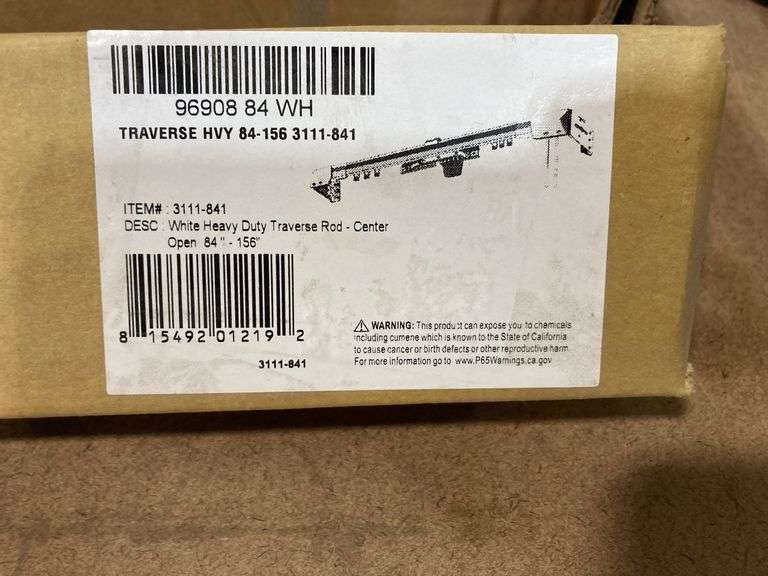 96908 84 WH
TRAVERSE HVY 84-156 3111-841
ITEM# : 3111-841
DESC : White Heavy Duty Traverse Rod - Center
Open 84" - 156"
8 15492 01219 2
3111-841
⚠ WARNING: This product can expose you to chemicals
including cumene which is known to the State of California
to cause cancer or birth defects or other reproductive harm
For more information go to www.P65Warnings.ca.gov